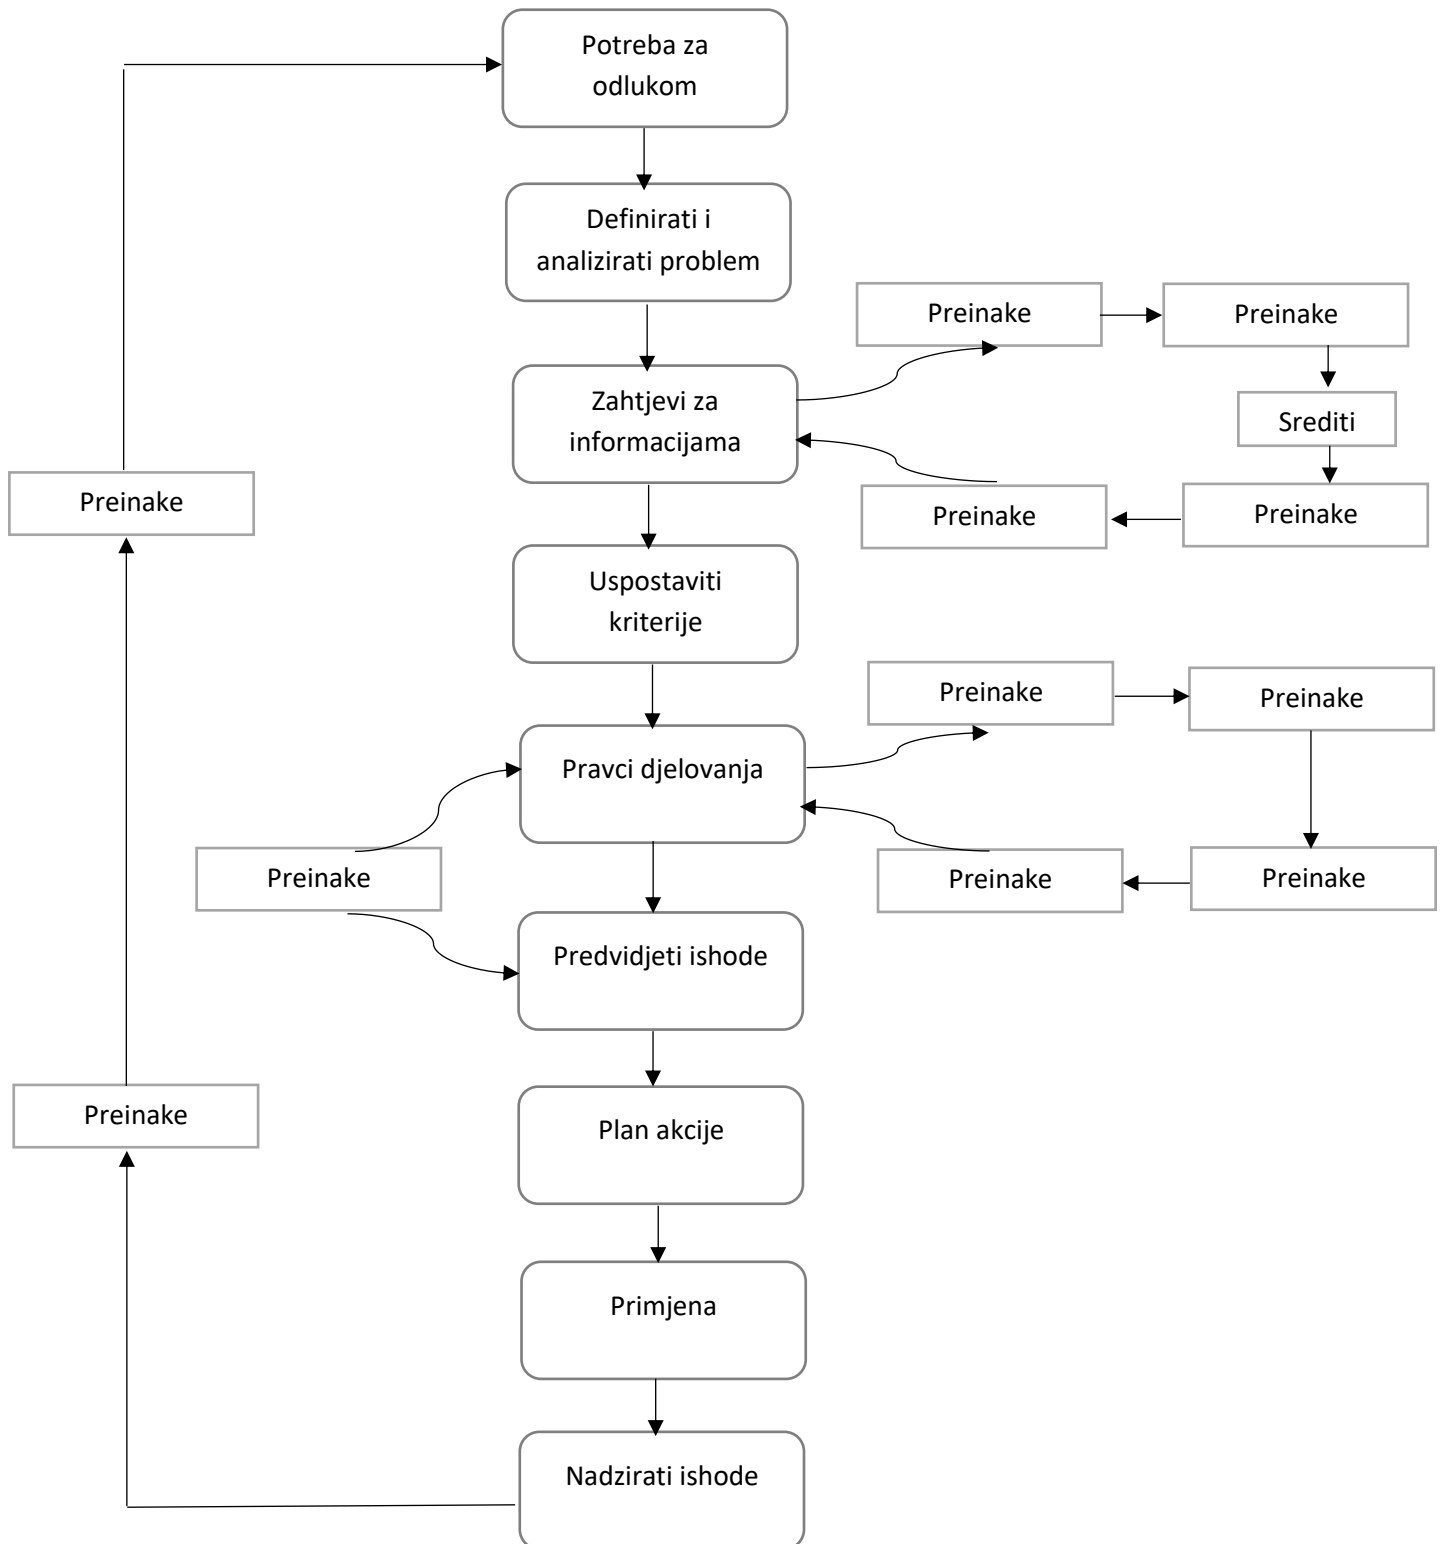 Potreba za
odlukom
Definirati i
analizirati problem
Preinake
Preinake
Zahtjevi za
informacijama
Srediti
Preinake
Preinake
Preinake
Uspostaviti
kriterije
Preinake
Preinake
Pravci djelovanja
Preinake
Preinake
Preinake
Predvidjeti ishode
Preinake
Plan akcije
Primjena
Nadzirati ishode